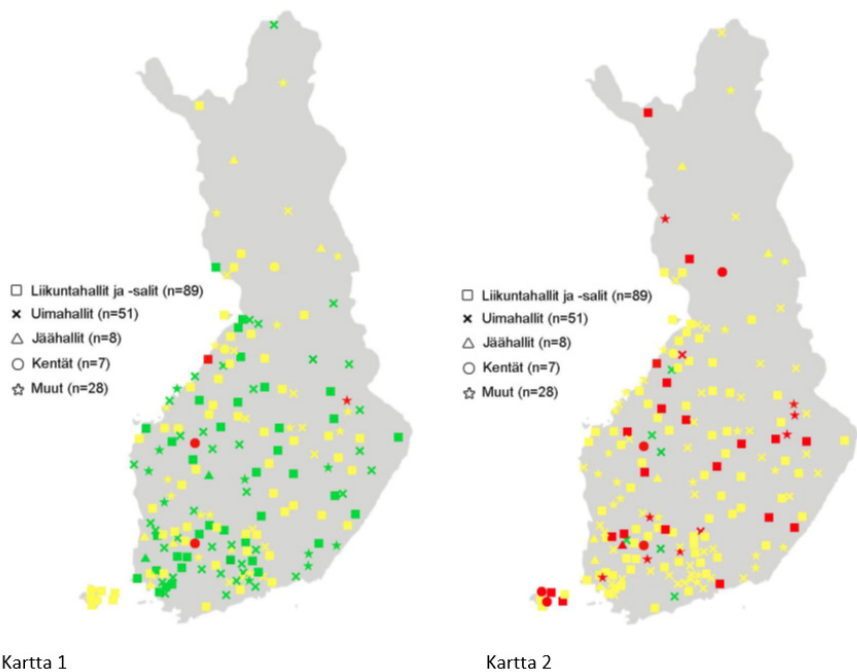 Liikuntahallit ja -salit (n=89)
Uimahallit (n=51)
Jäähallit (n=8)
Kentät (n=7)
Muut (n=28)
Kartta 1
Liikuntahallit ja -salit (n=89)
Uimahallit (n=51)
Jäähallit (n=8)
Kentät (n=7)
Muut (n=28)
Kartta 2